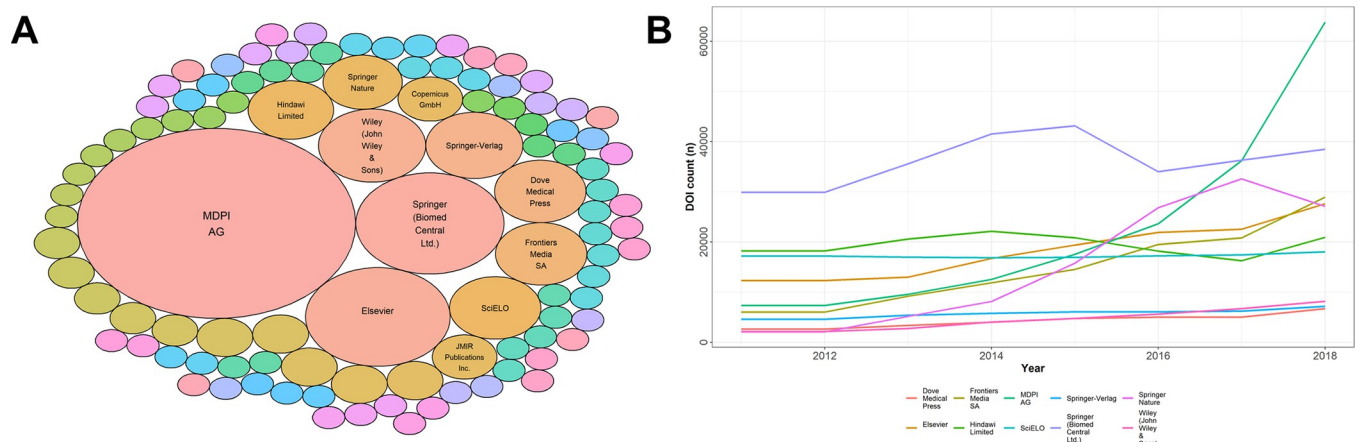 A
MDPI
AG
Hindawi
Limited
Springer
Nature
Copernicus
GmbH
Wiley
(John
Wiley
&
Sons)
Springer-Verlag
Springer
(Biomed
Central
Ltd.)
Dove
Medical
Press
Frontiers
Media
SA
Elsevier
SciELO
JMIR
Publications
Inc.
B
DOI count (n)
60000
40000
20000
0
2012
2014
2016
2018
Year
Dove
Medical
Press
Frontiers
Media
SA
MDPI
AG
Springer-Verlag
Springer
Nature
Elsevier
Hindawi
Limited
SciELO
Springer
(Biomed
Central
Ltd.)
Wiley
(John
Wiley
&